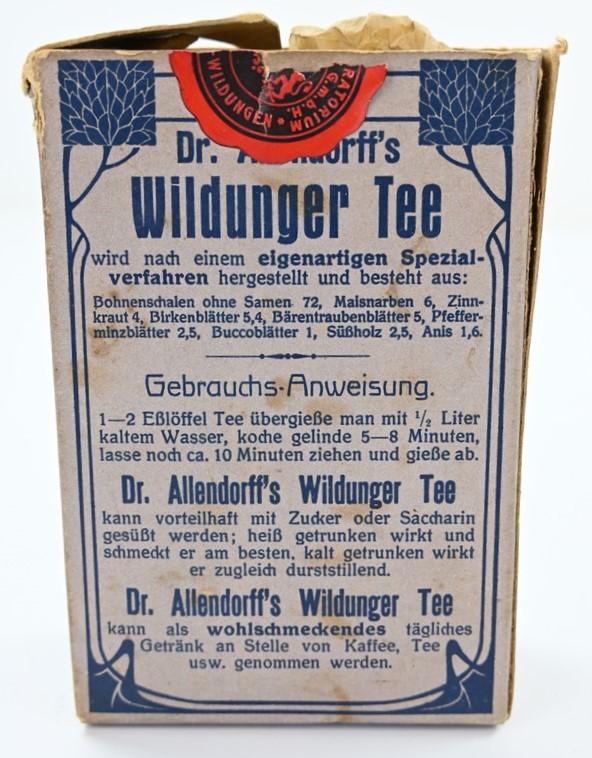 WILDUNGEN • G.m.b.H.
Dr.
Wildunger Tee
wird nach einem eigenartigen Spezial-
verfahren hergestellt und besteht aus:
Bohnenschalen ohne Samen 72, Maisnarben 6, Zinn-
kraut 4, Birkenblätter 5,4, Bärentraubenblätter 5, Pfeffer-
minzblätter 2,5, Buccoblätter 1, Süßholz 2,5, Anis 1,6.
Gebrauchs-Anweisung.
1—2 Eßlöffel Tee übergieße man mit ½ Liter
kaltem Wasser, koche gelinde 5—8 Minuten,
lasse noch ca. 10 Minuten ziehen und gieße ab.
Dr. Allendorff's Wildunger Tee
kann vorteilhaft mit Zucker oder Saccharin
gesüßt werden; heiß getrunken wirkt und
schmeckt er am besten, kalt getrunken wirkt
er zugleich durststillend.
Dr. Allendorff's Wildunger Tee
kann als wohlschmeckendes tägliches
Getränk an Stelle von Kaffee, Tee
usw. genommen werden.